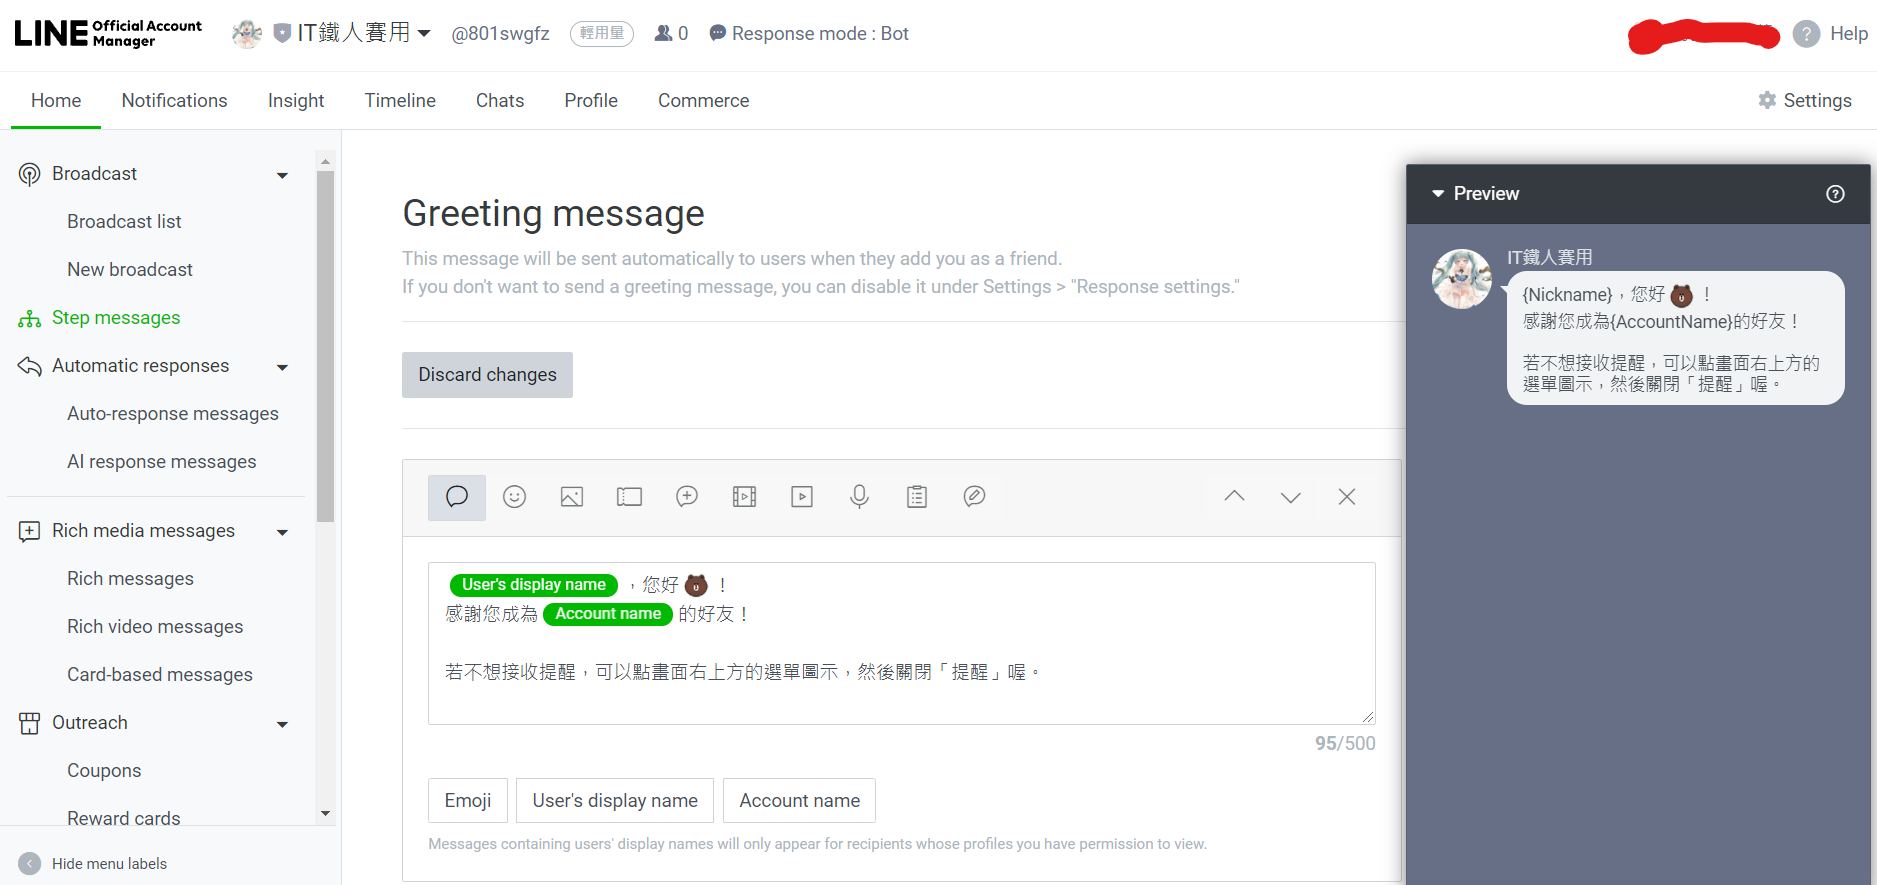 LINE Official Account Manager
IT鐵人賽用
@801swgfz
輕用量
0
Response mode : Bot
Help
Home
Notifications
Insight
Timeline
Chats
Profile
Commerce
Settings
Broadcast
Broadcast list
New broadcast
Step messages
Automatic responses
Auto-response messages
AI response messages
Rich media messages
Rich messages
Rich video messages
Card-based messages
Outreach
Coupons
Reward cards
Hide menu labels
Greeting message
This message will be sent automatically to users when they add you as a friend.
If you don't want to send a greeting message, you can disable it under Settings > "Response settings."
Discard changes
User's display name ，您好 ！
感謝您成為 Account name 的好友！
若不想接收提醒，可以點畫面右上方的選單圖示，然後關閉「提醒」喔。
95/500
Emoji
User's display name
Account name
Messages containing users' display names will only appear for recipients whose profiles you have permission to view.
Preview
IT鐵人賽用
{Nickname}，您好 ！
感謝您成為{AccountName}的好友！
若不想接收提醒，可以點畫面右上方的
選單圖示，然後關閉「提醒」喔。